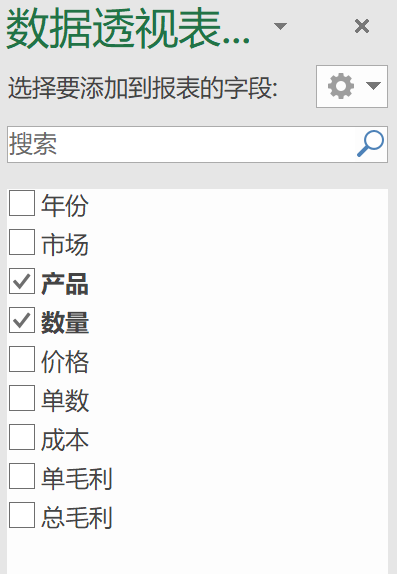 数据透视表...
选择要添加到报表的字段:
搜索
年份
市场
产品
数量
价格
单数
成本
单毛利
总毛利